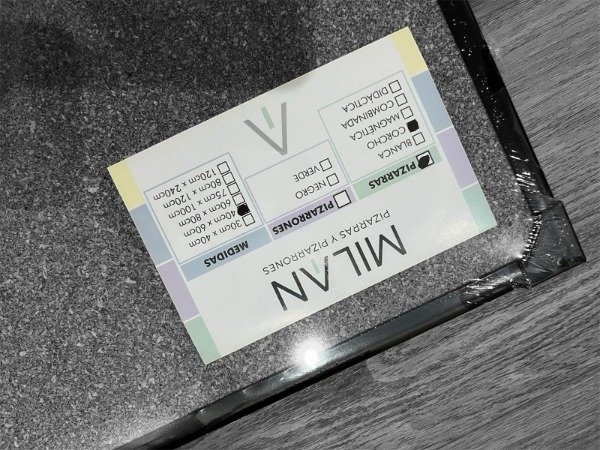 MILAN
PIZARRAS Y PIZARRONES
PIZARRAS
BLANCA
CORCHO
MAGNÉTICA
COMBINADA
DIDACTICA
PIZARRONES
NEGRO
VERDE
MEDIDAS
30cm x 40cm
40cm x 60cm
60cm x 80cm
75cm x 100cm
80cm x 120cm
120cm x 240cm